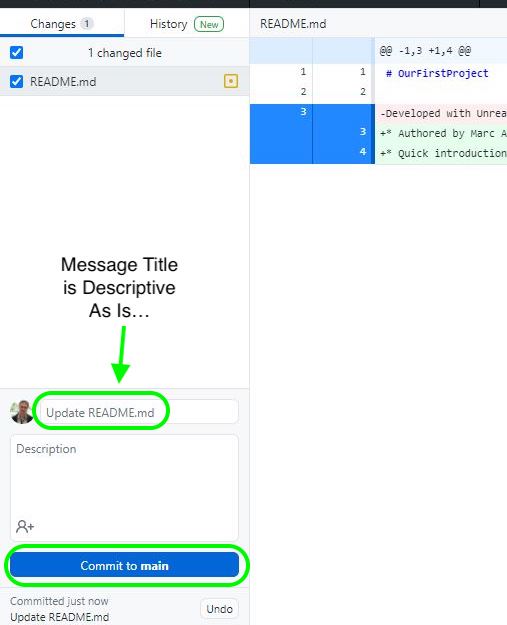 Changes 1 History New README.md
1 changed file @@ -1,3 +1,4 @@
README.md 1 1 # OurFirstProject
2 2
3 -Developed with
3 +* Authored by Marc
4 +* Quick introduction
Message Title
is Descriptive
As Is...
Update README.md
Description
Commit to main
Committed just now
Undo
Update README.md